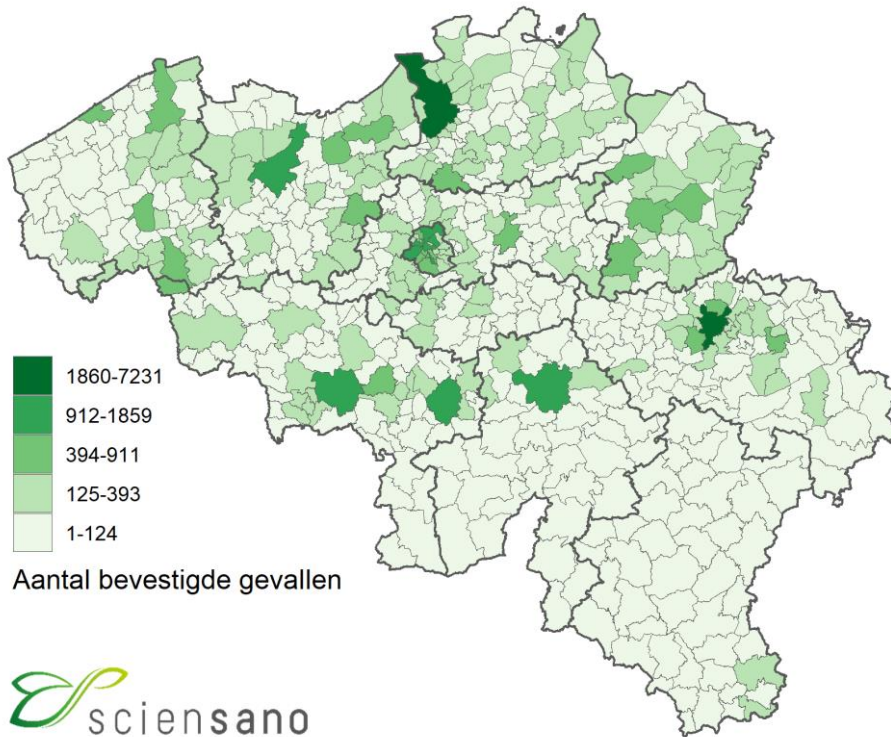 1860-7231
912-1859
394-911
125-393
1-124
Aantal bevestigde gevallen
sciensano